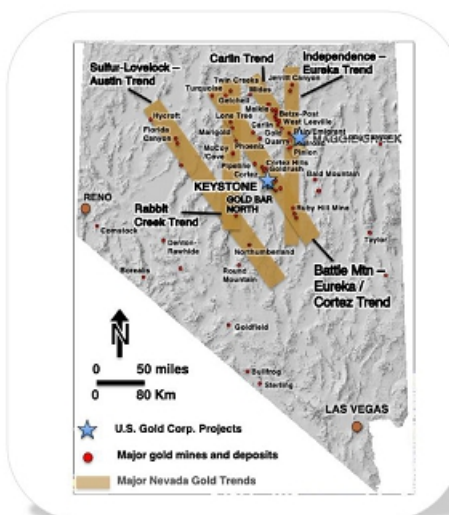 Carlin Trend
Independence –
Eureka Trend
Sulfur-Lovelock –
Austin Trend
Twin Creeks
Jerritt Canyon
Turquoise
Midas
Getchell
Hycroft
Lone Tree
Meikle
Betze-Post
West Leeville
Florida
Canyon
Marigold
Carlin
Gold
Quarry
MAGGIE CREEK
McCoy
/Cove
Phoenix
Pinion
Pipeline
Cortez Hills
Goldrush
Cortez
Bald Mountain
KEYSTONE
GOLD BAR
NORTH
RENO
Rabbit
Creek Trend
Ruby Hill Mine
Comstock
Denton-
Rawhide
Taylor
Northumberland
Borealis
Round
Mountain
Battle Mtn –
Eureka /
Cortez Trend
N
0 50 miles
0 80 Km
Goldfield
Bullfrog
Sterling
LAS VEGAS
U.S. Gold Corp. Projects
Major gold mines and deposits
Major Nevada Gold Trends